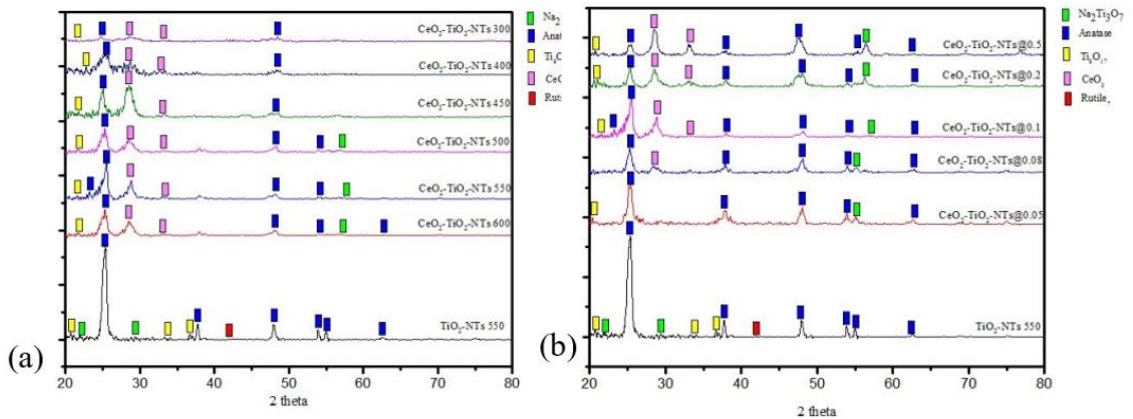 CeO2-TiO2-NTs 300
CeO2-TiO2-NTs 400
CeO2-TiO2-NTs 450
CeO2-TiO2-NTs 500
CeO2-TiO2-NTs 550
CeO2-TiO2-NTs 600
TiO2-NTs 550
Na2
Anat
CeO
Rut
(a)
20 30 40 50 60 70 80
2 theta
CeO2-TiO2-NTs@0.5
CeO2-TiO2-NTs@0.2
CeO2-TiO2-NTs@0.1
CeO2-TiO2-NTs@0.08
CeO2-TiO2-NTs@0.05
TiO2-NTs 550
Na2Ti3O7
Anatase
CeO2
Rutile
(b)
20 30 40 50 60 70 80
2 theta